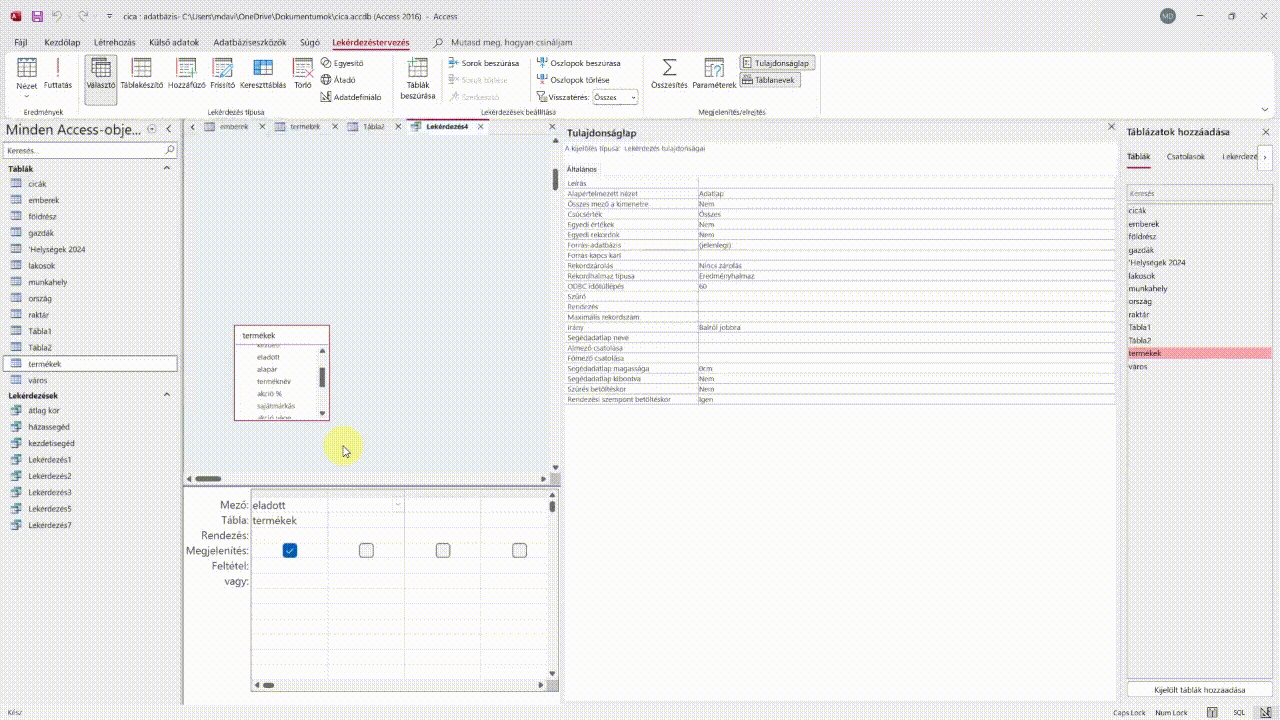 cica : adatbázis- C:\Users\mdavi\OneDrive\Dokumentumok\cica.accdb (Access 2016) - Access
MD
Fájl Kezdőlap Létrehozás Külső adatok Adatbáziseszközök Súgó Lekérdezéstervezés Mutasd meg, hogyan csináljam
Nézet Futtatás Választó Táblakészítő Hozzáfűző Frissítő Kereszttáblás Törlő
Egyesítő
Átadó
Adatdefiniáló
Táblák beszúrása
Sorok beszúrása
Sorok törlése
Szerkesztő
Oszlopok beszúrása
Oszlopok törlése
Visszatérés: Összes
Összesítés Paraméterek
Tulajdonságlap
Táblanevek
Eredmények Lekérdezés típusa Lekérdezések beállítása Megjelenítés/elrejtés
Minden Access-obje...
Keresés...
Táblák
cicák
emberek
földrész
gazdák
'Helységek 2024
lakosok
munkahely
ország
raktár
Tábla1
Tábla2
termékek
város
Lekérdezések
átlag kor
házassegéd
kezdetisegéd
Lekérdezés1
Lekérdezés2
Lekérdezés3
Lekérdezés5
Lekérdezés7
emberek termékek Tábla2 Lekérdezés4
termékek
eladott
alapár
terméknév
akció %
sajátmárkás
Mező: eladott
Tábla: termékek
Rendezés:
Megjelenítés:
Feltétel:
vagy:
Tulajdonságlap
A kijelölés típusa: Lekérdezés tulajdonságai
Általános
Leírás
Alapértelmezett nézet Adatlap
Összes mező a kimenetre Nem
Csúcsérték Összes
Egyedi értékek Nem
Egyedi rekordok Nem
Forrás-adatbázis (jelenlegi)
Forrás kapcs karl
Rekordzárolás Nincs zárolás
Rekordhalmaz típusa Eredményhalmaz
ODBC időtúllépés 60
Szűrő
Rendezés
Maximális rekordszám
Irány Balról jobbra
Segédadatlap neve
Almező csatolása
Főmező csatolása
Segédadatlap magassága 0cm
Segédadatlap kibontva Nem
Szűrés betöltéskor Nem
Rendezési szempont betöltéskor Igen
Táblázatok hozzáadása
Táblák Csatolások Lekérdezé
Keresés
cicák
emberek
földrész
gazdák
'Helységek 2024
lakosok
munkahely
ország
raktár
Tábla1
Tábla2
termékek
város
Kijelölt táblák hozzáadása
Kész
Caps Lock Num Lock SQL